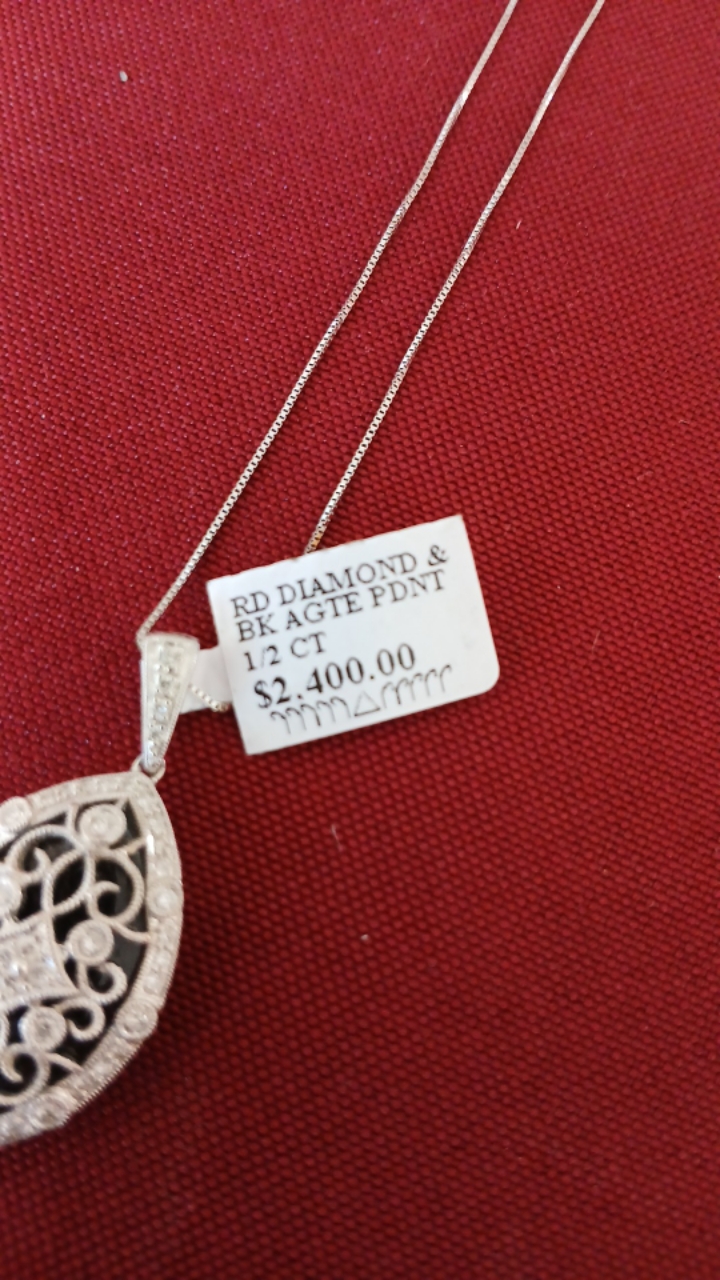 RD DIAMOND &
BK AGTE PDNT
1/2 CT
$2,400.00